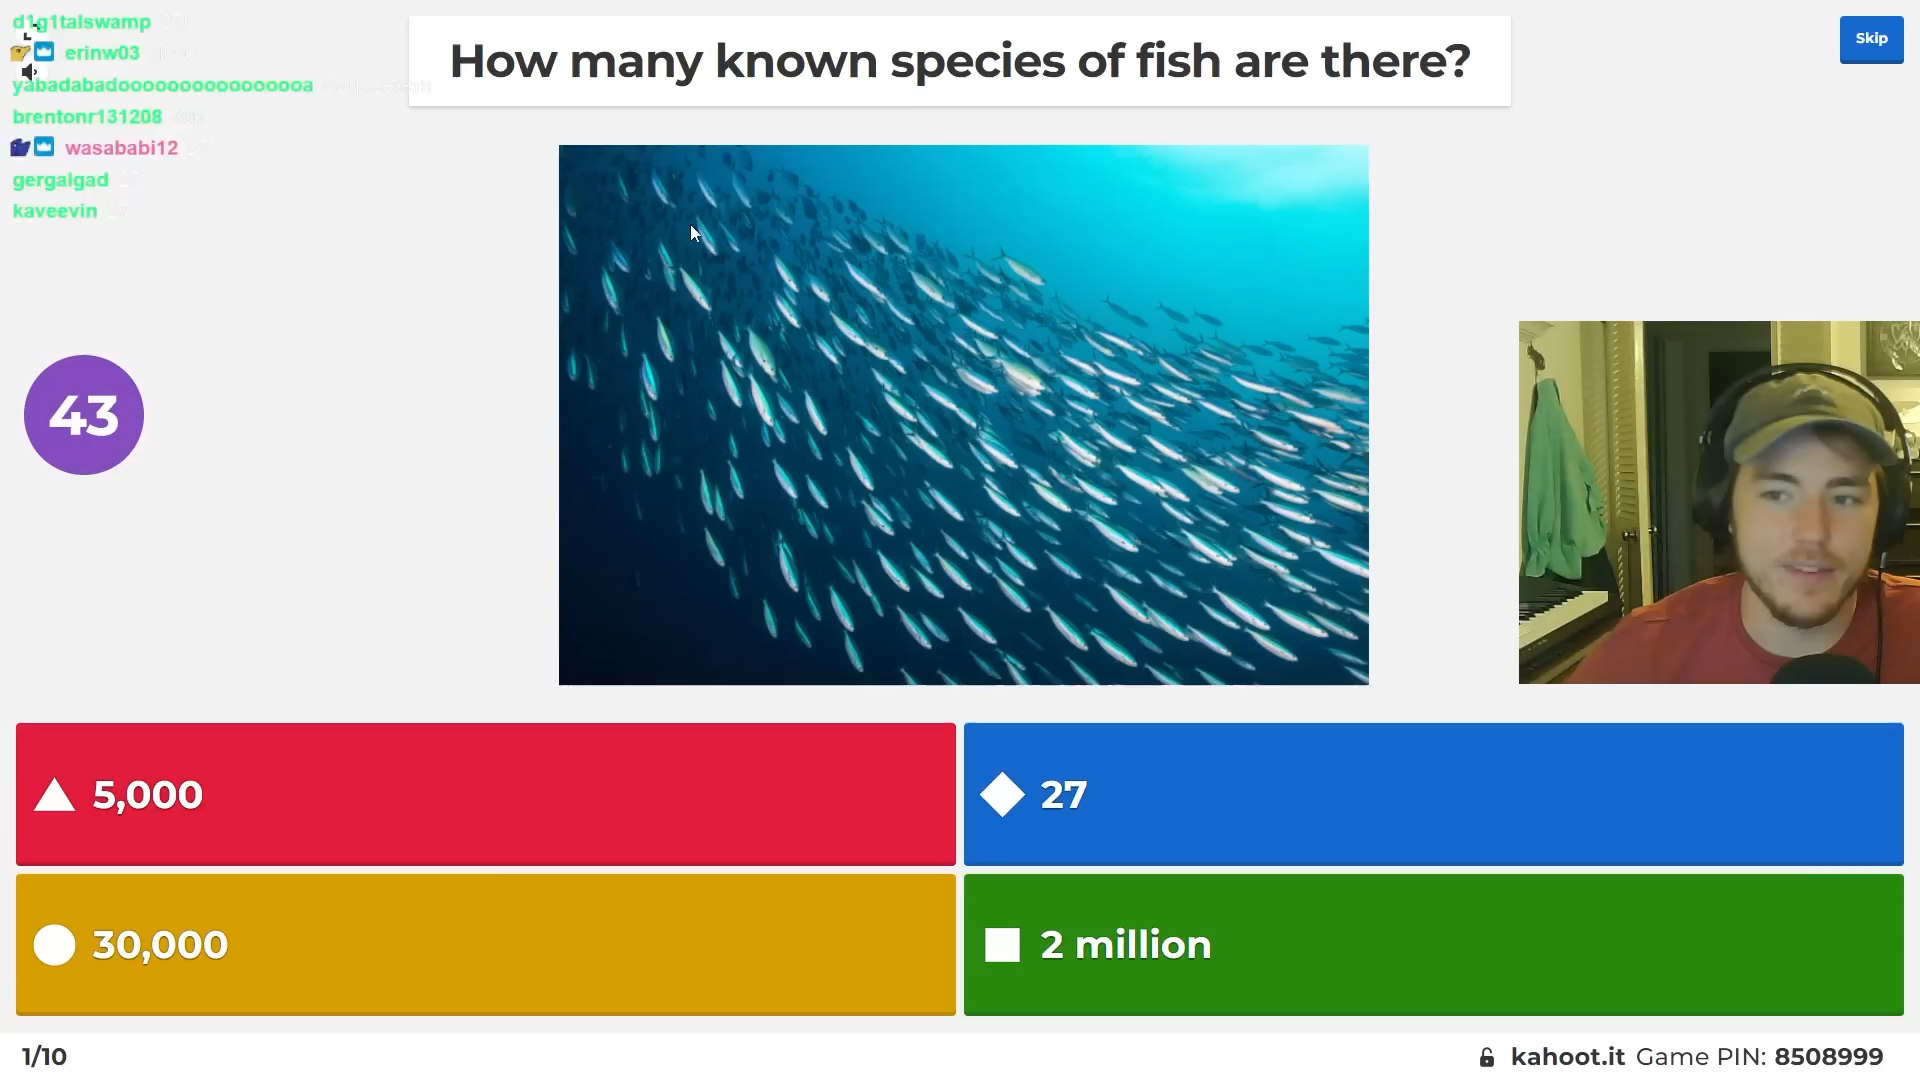 d1g1talswamp
erinw03
yabadabadoooooooooooooooa
brentonr131208
wasababi12
gergalgad
kaveevin
How many known species of fish are there?
Skip
43
5,000
27
30,000
2 million
1/10
kahoot.it Game PIN: 8508999